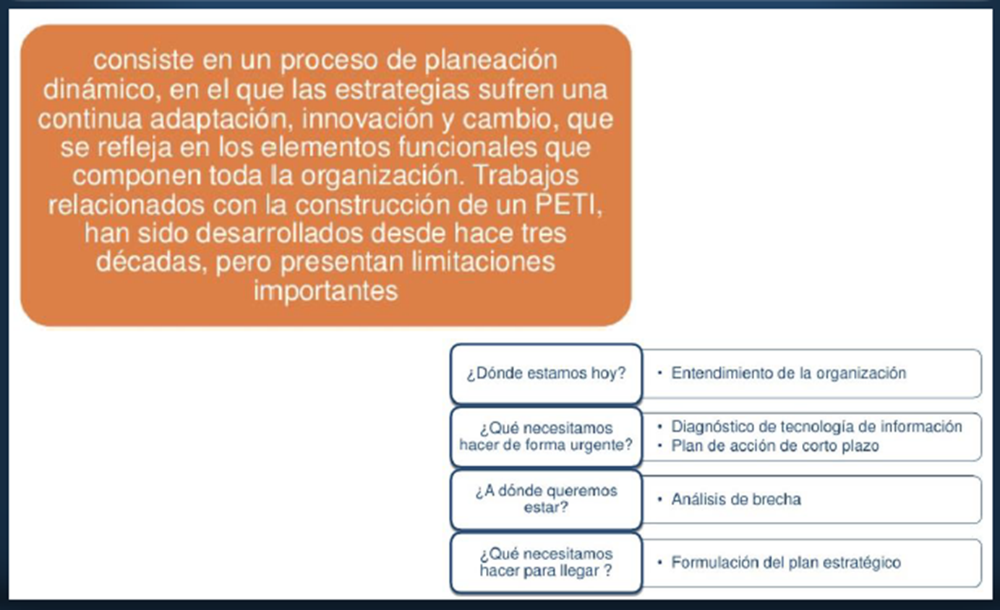 consiste en un proceso de planeación
dinámico, en el que las estrategias sufren una
continua adaptación, innovación y cambio, que
se refleja en los elementos funcionales que
componen toda la organización. Trabajos
relacionados con la construcción de un PETI,
han sido desarrollados desde hace tres
décadas, pero presentan limitaciones
importantes
¿Dónde estamos hoy?
• Entendimiento de la organización
¿Qué necesitamos
hacer de forma urgente?
• Diagnóstico de tecnología de información
• Plan de acción de corto plazo
¿A dónde queremos
estar?
• Análisis de brecha
¿Qué necesitamos
hacer para llegar ?
• Formulación del plan estratégico